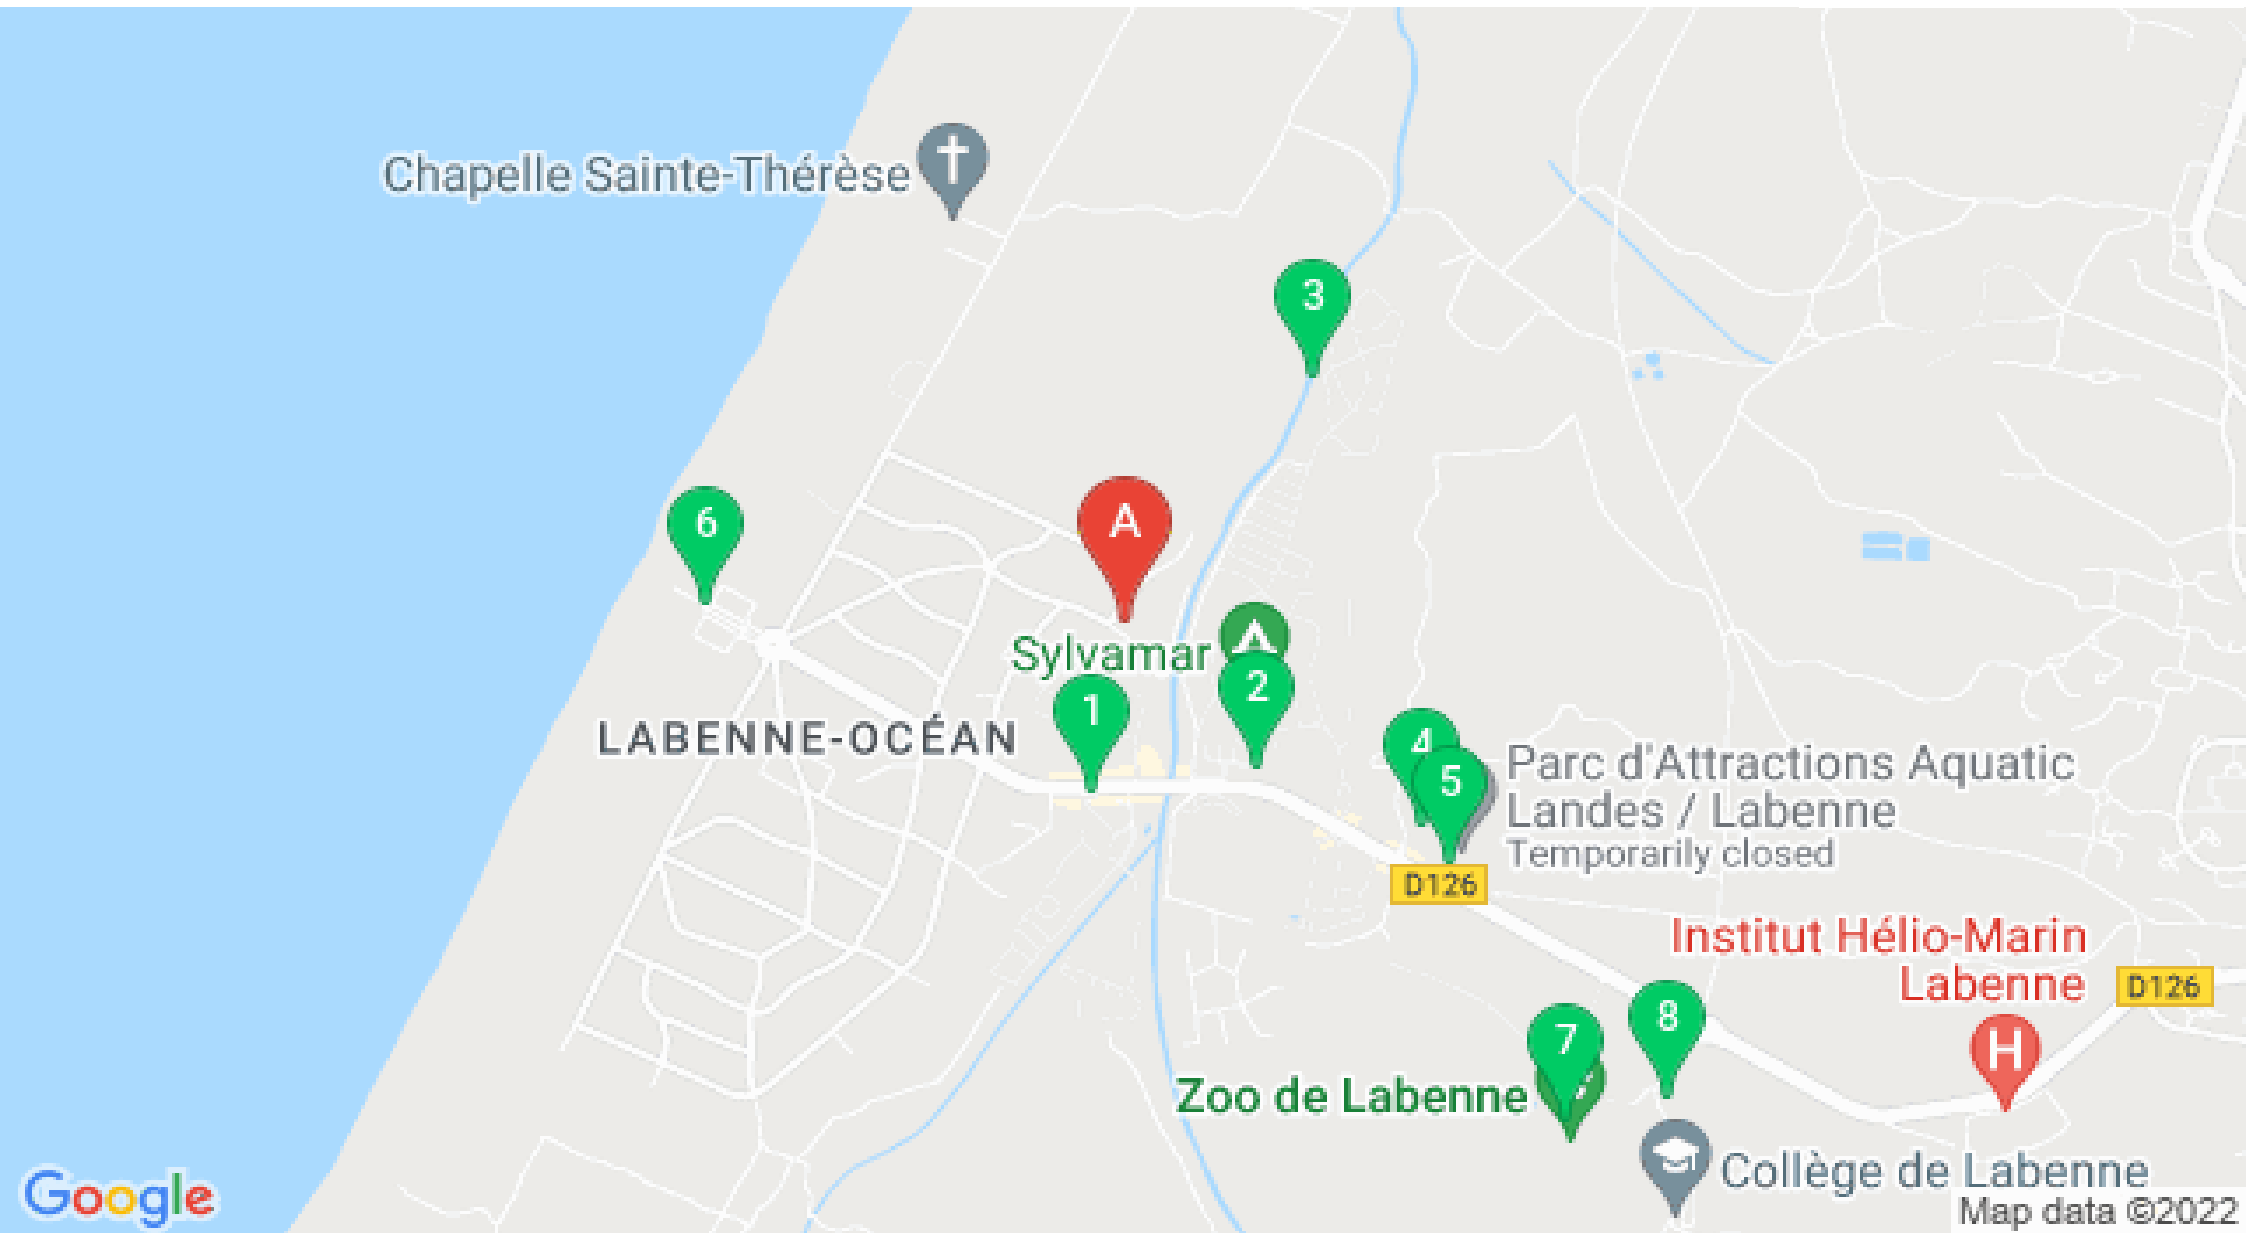 Chapelle Sainte-Thérèse
3
6
A
Sylvamar
2
1
LABENNE-OCÉAN
4
5
Parc d'Attractions Aquatic
Landes / Labenne
Temporarily closed
D126
Institut Hélio-Marin
Labenne
D126
8
7
H
Zoo de Labenne
Collège de Labenne
Google
Map data ©2022